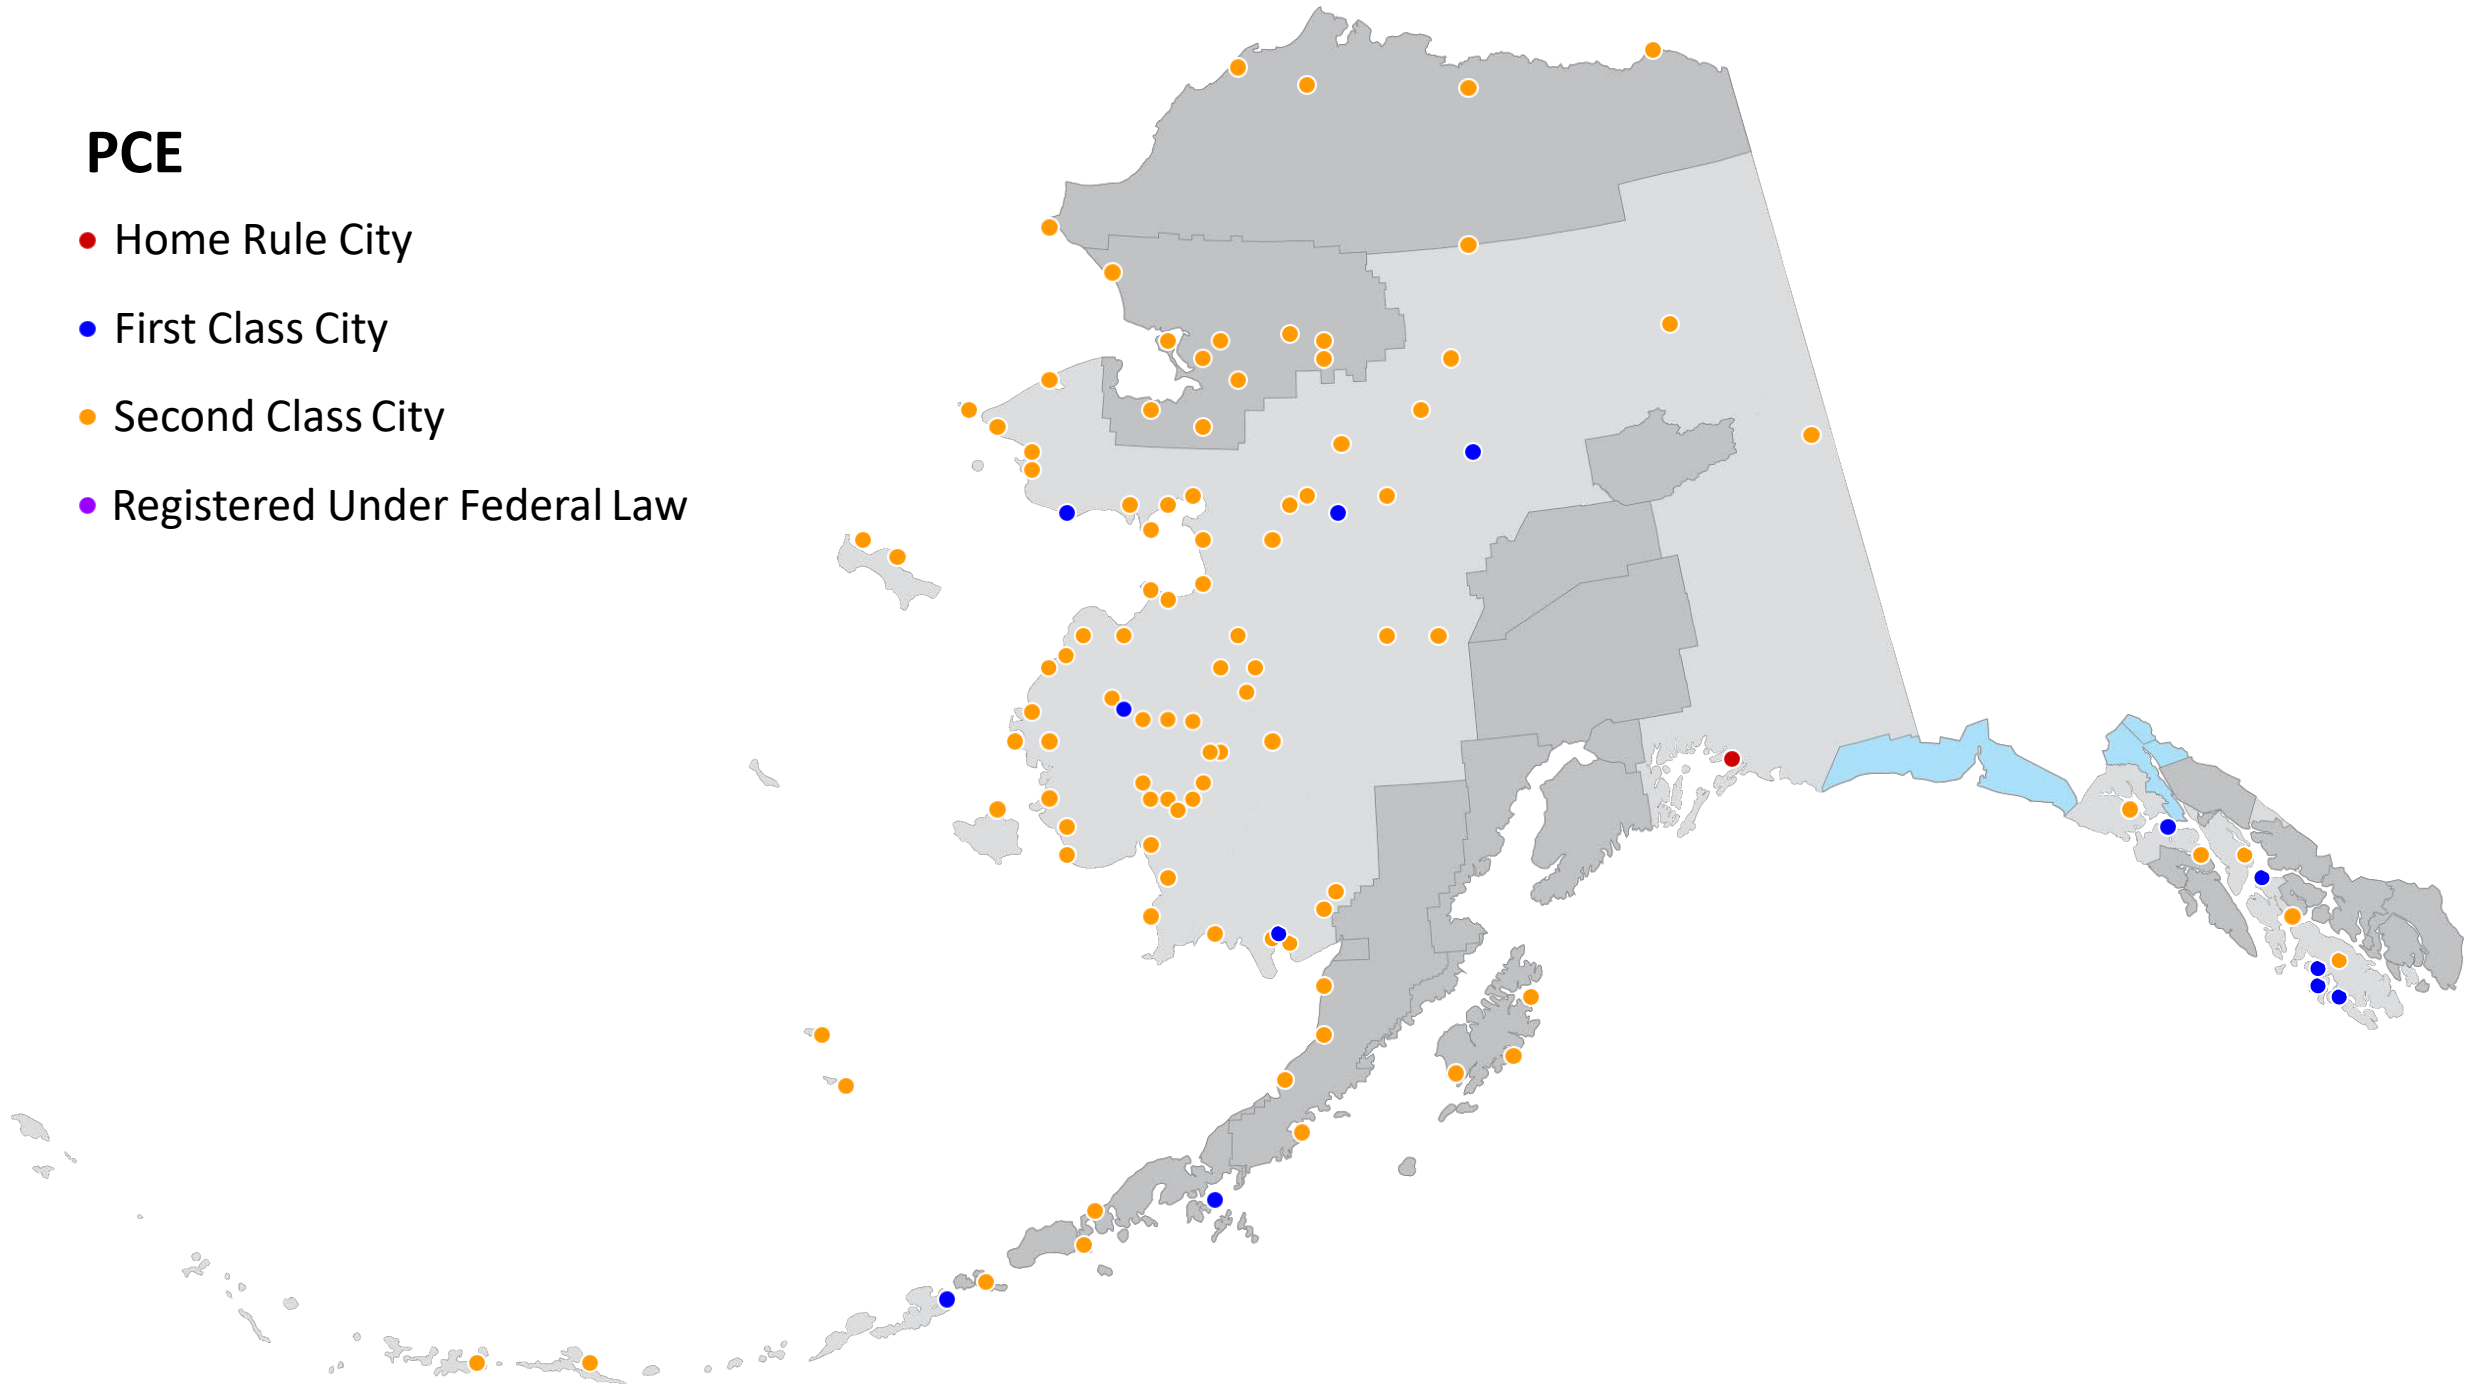 PCE
Home Rule City
First Class City
Second Class City
Registered Under Federal Law